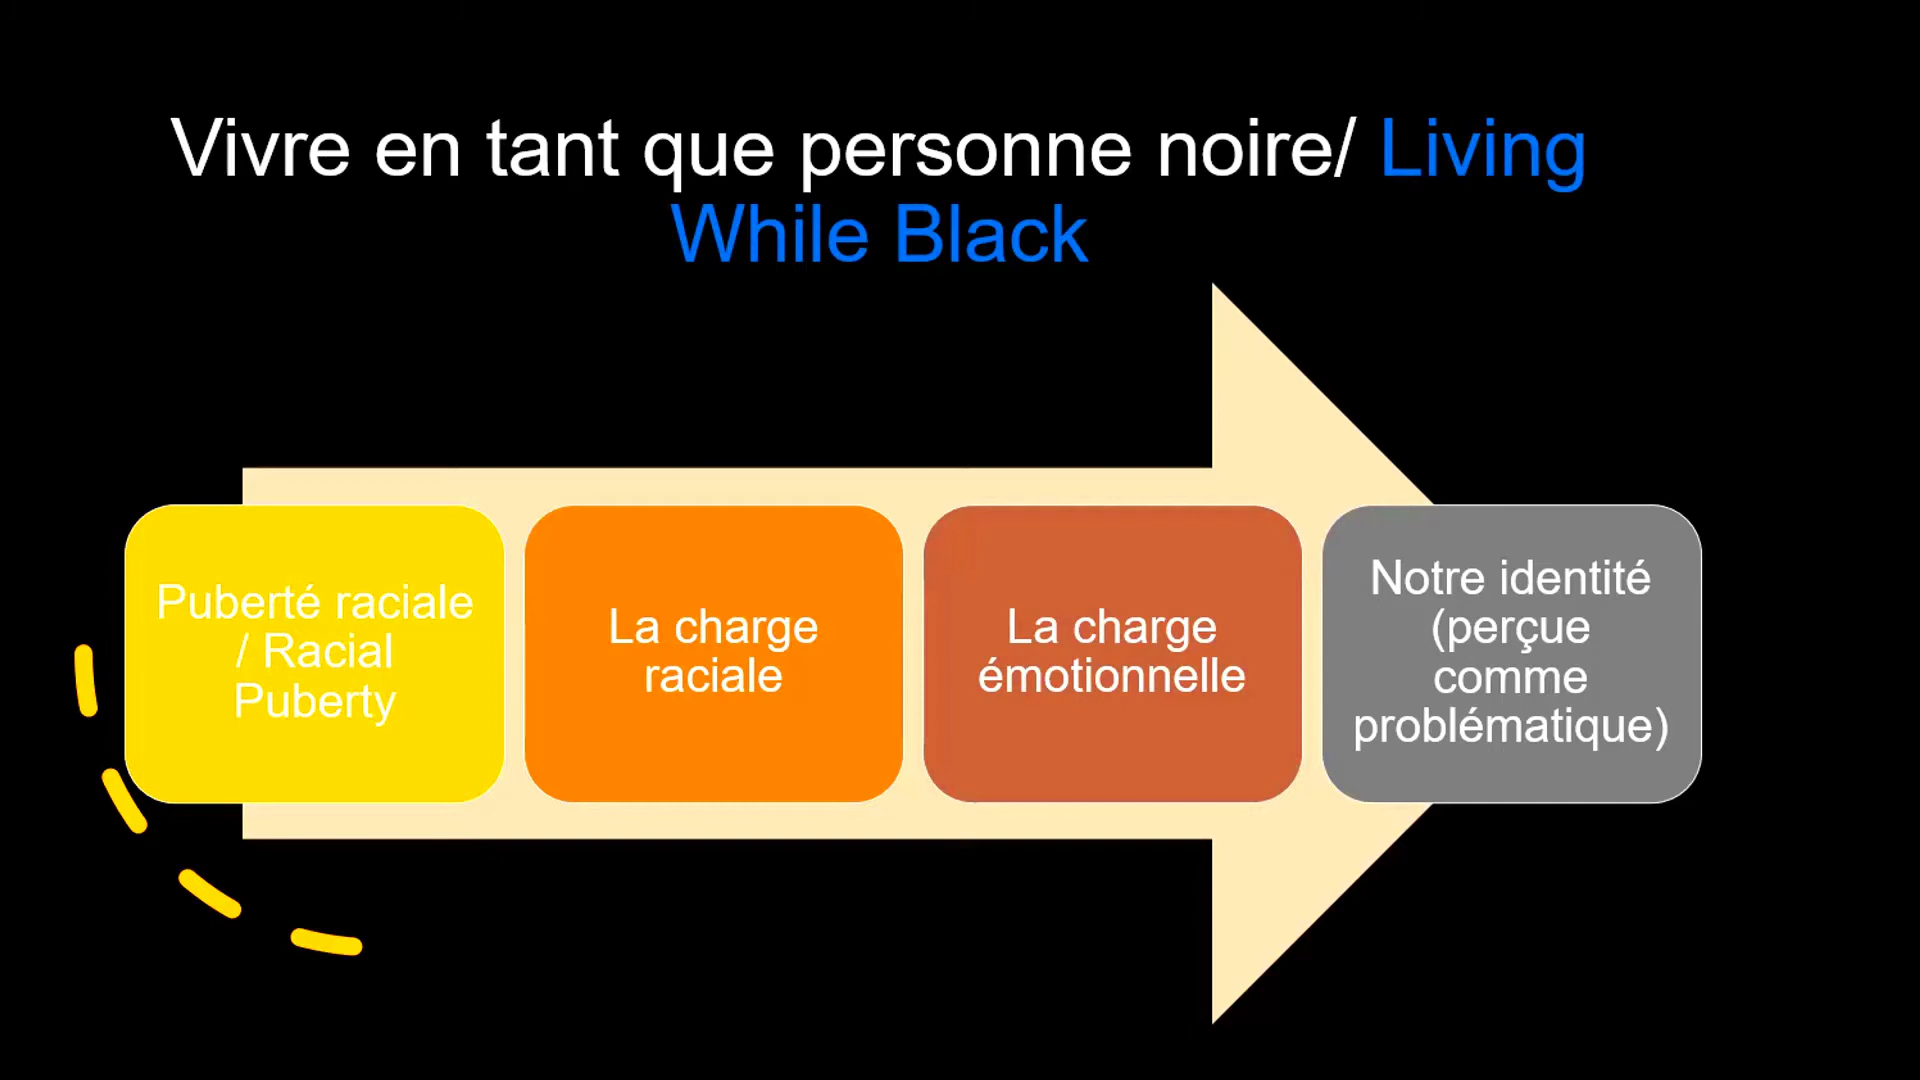 Vivre en tant que personne noire/ Living
While Black
Puberté raciale
/ Racial
Puberty
La charge
raciale
La charge
émotionnelle
Notre identité
(perçue
comme
problématique)